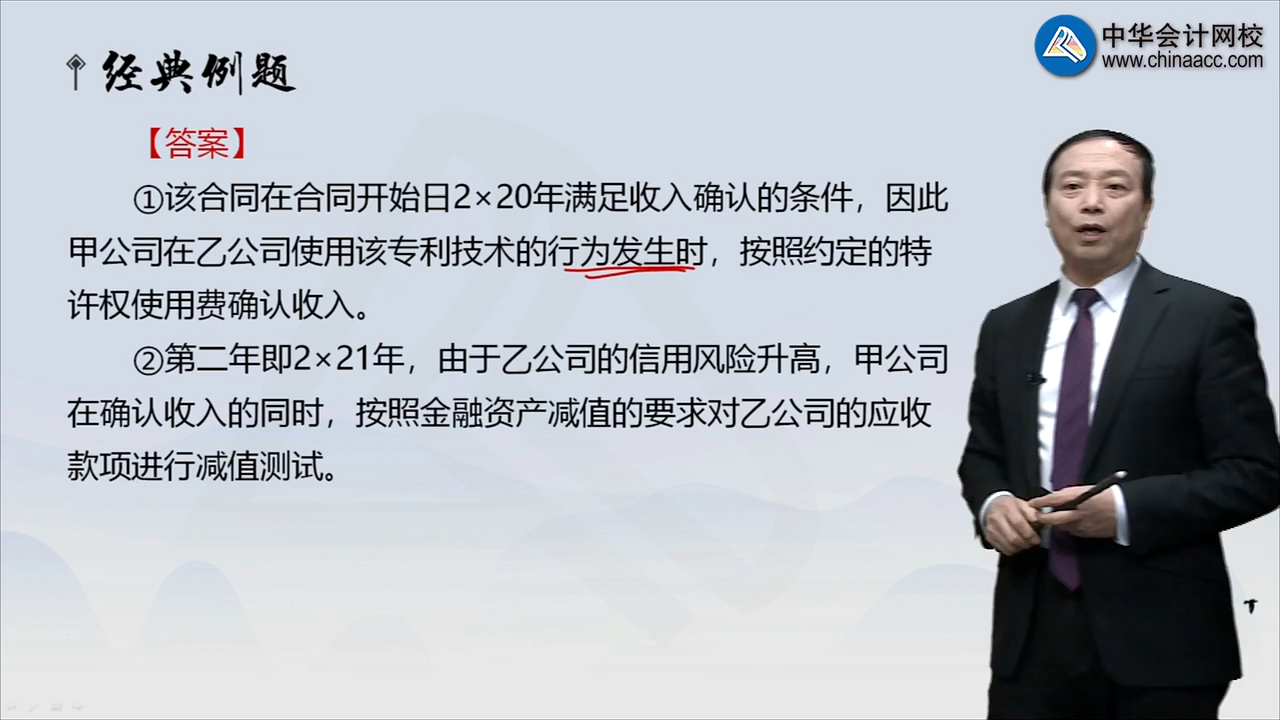 经典例题
中华会计网校
www.chinaacc.com
【答案】
①该合同在合同开始日2×20年满足收入确认的条件，因此
甲公司在乙公司使用该专利技术的行为发生时，按照约定的特
许权使用费确认收入。
②第二年即2×21年，由于乙公司的信用风险升高，甲公司
在确认收入的同时，按照金融资产减值的要求对乙公司的应收
款项进行减值测试。